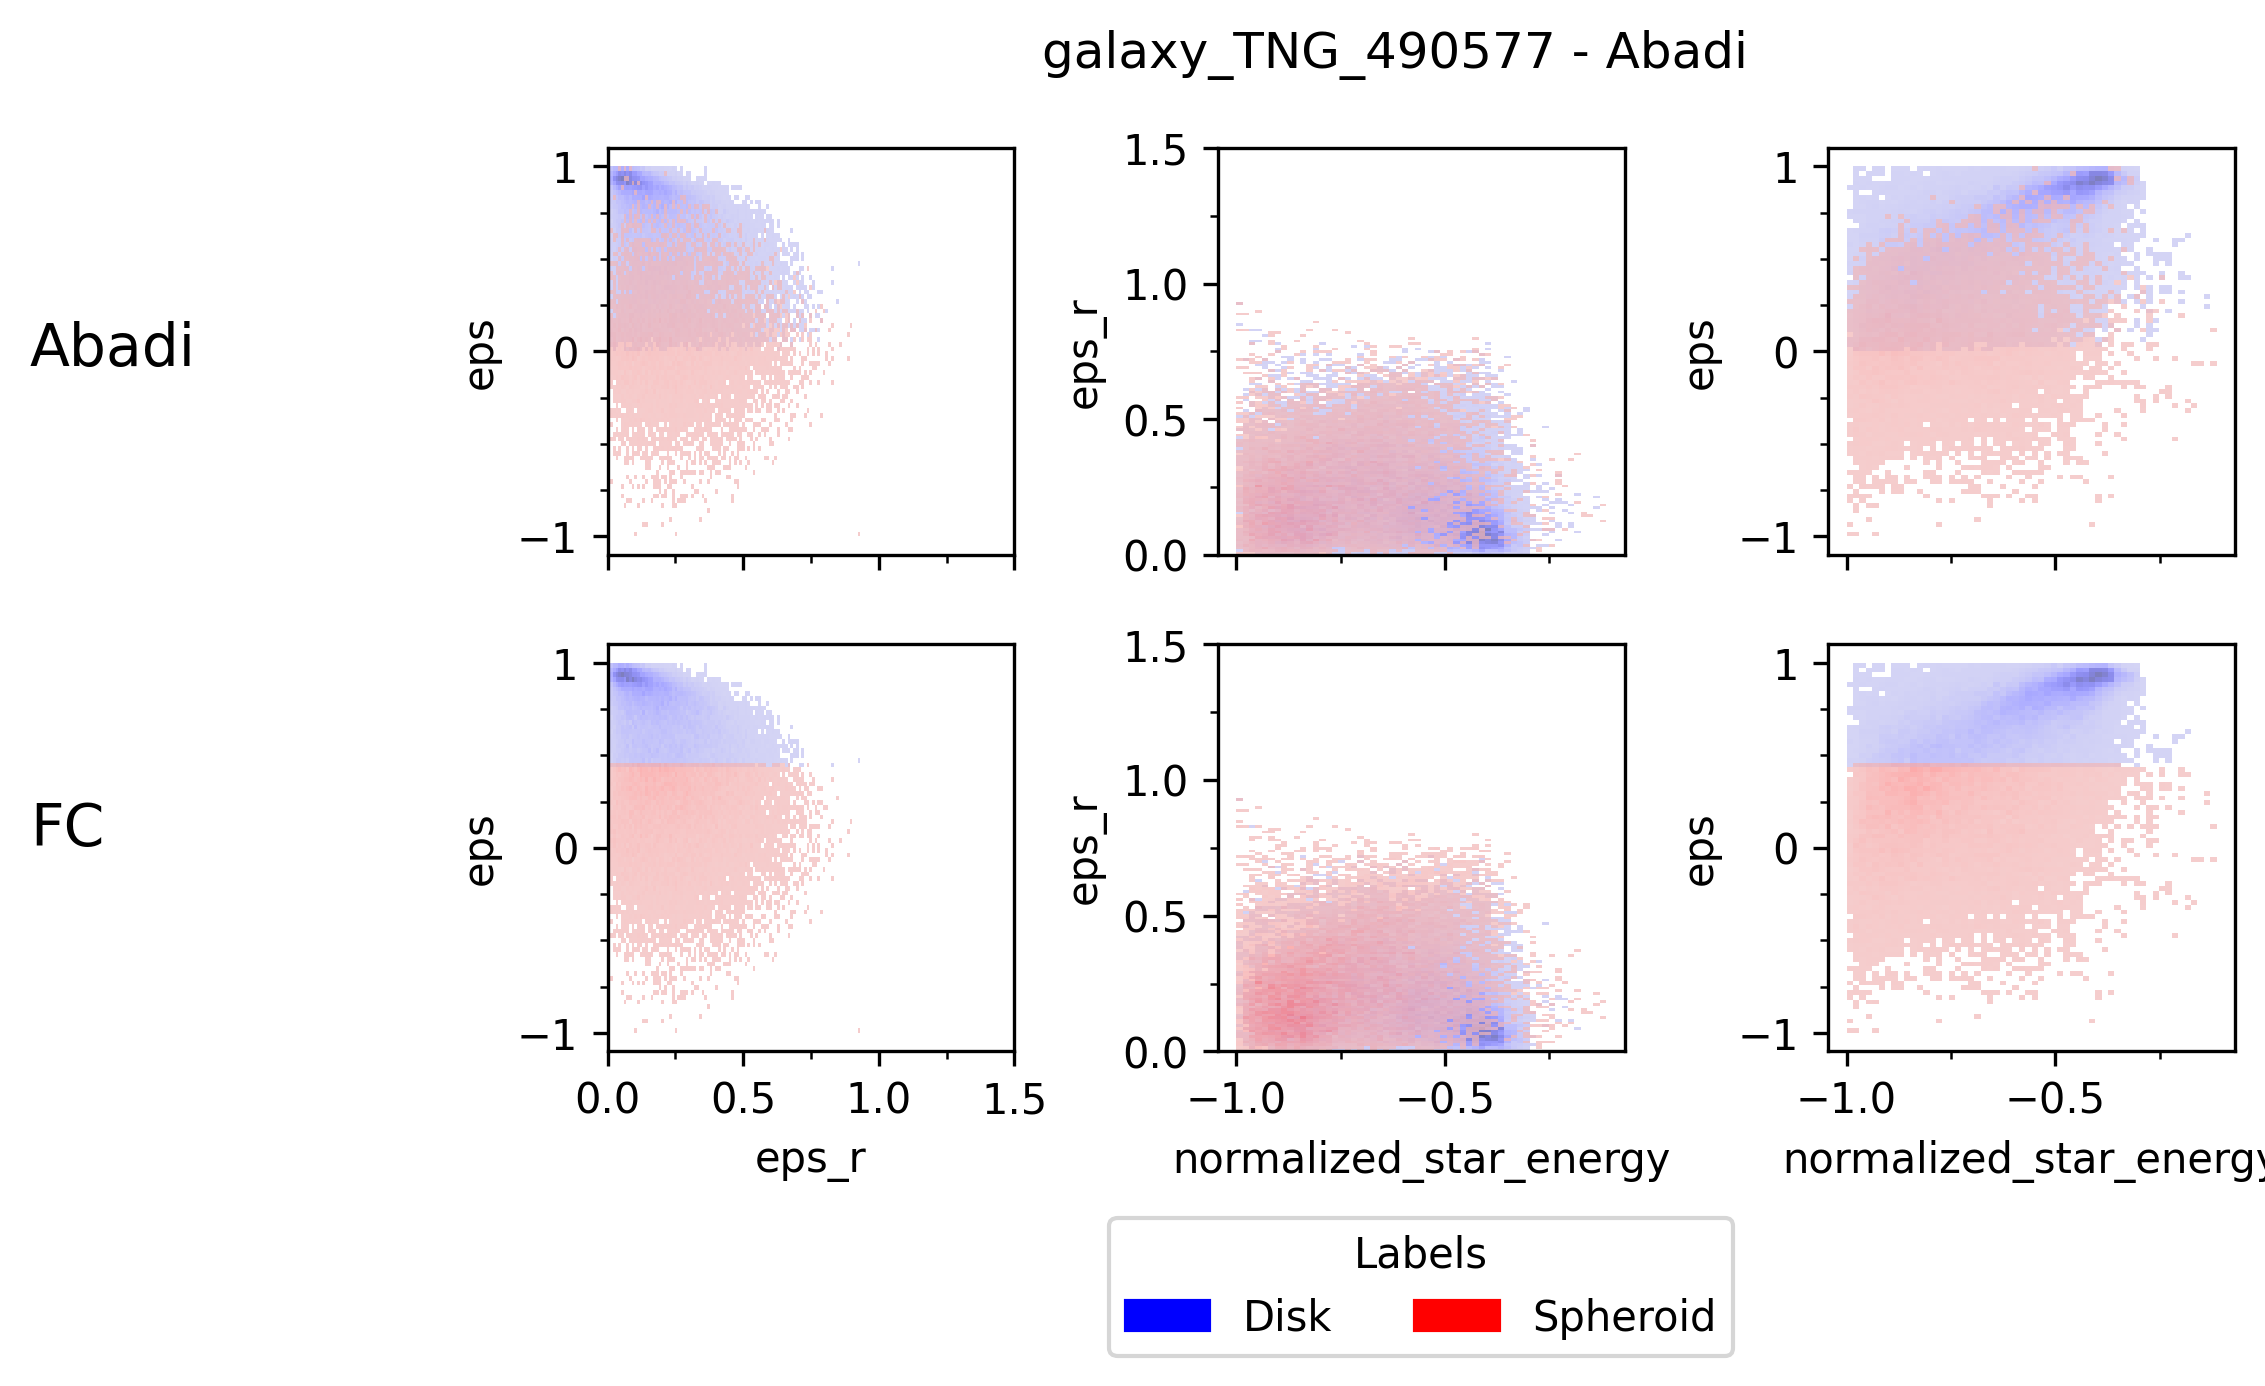 galaxy_TNG_490577 - Abadi
Abadi
eps
1
0
−1
eps_r
1.5
1.0
0.5
0.0
eps
1
0
−1
FC
eps
1
0
−1
0.0 0.5 1.0 1.5
eps_r
eps_r
1.5
1.0
0.5
0.0
−1.0 −0.5
normalized_star_energy
eps
1
0
−1
−1.0 −0.5
normalized_star_energy
Labels
Disk Spheroid